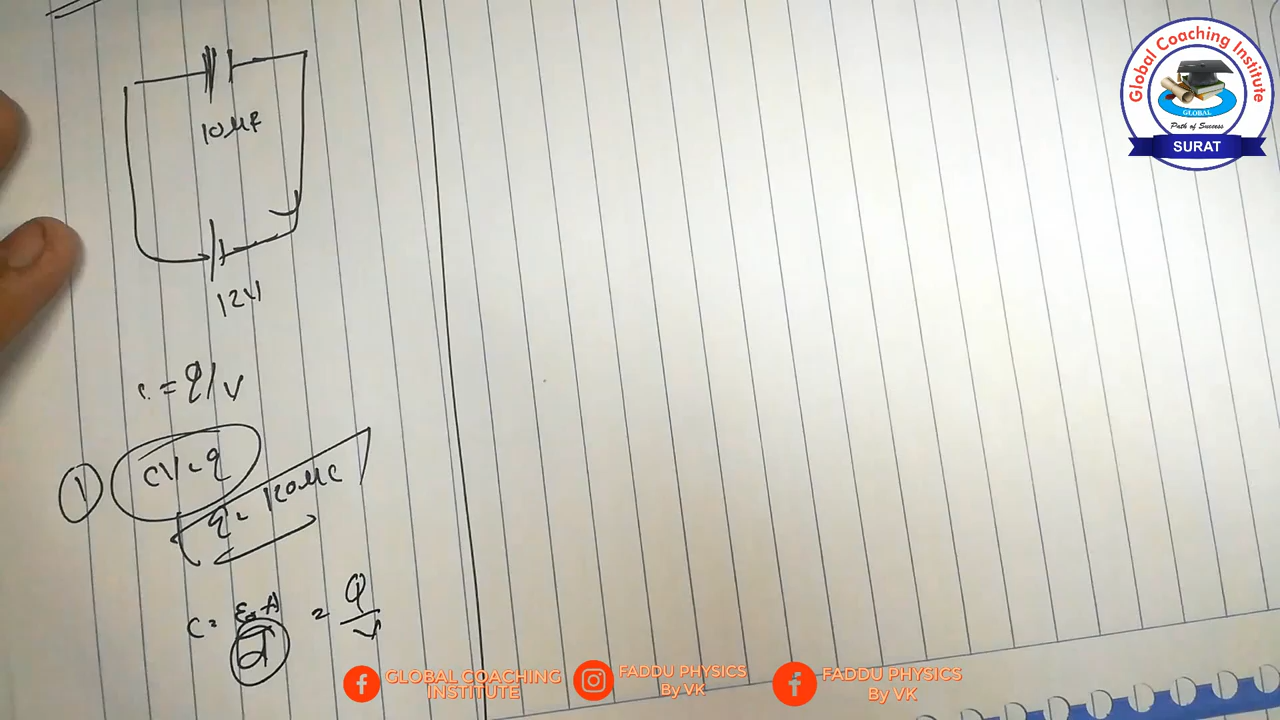 10μF
12V
c = q/v
① CV = q
q = 120μC
C = ε₀A/d = Q/V
Global Coaching Institute
GLOBAL
Path of Success
SURAT
GLOBAL COACHING
INSTITUTE
FADDU PHYSICS
By VK
FADDU PHYSICS
By VK